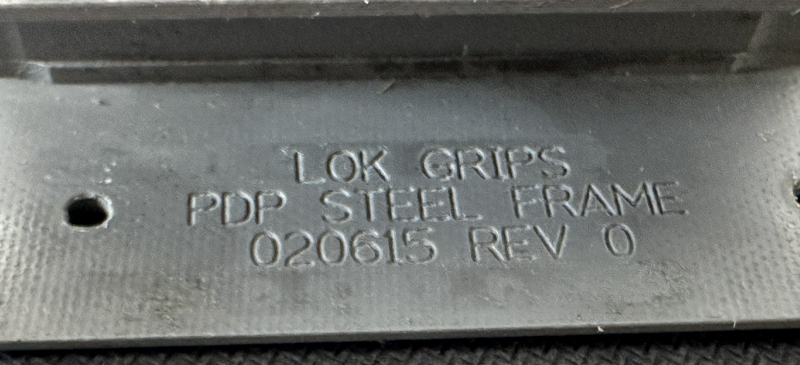 LOK GRIPS
PDP STEEL FRAME
020615 REV 0